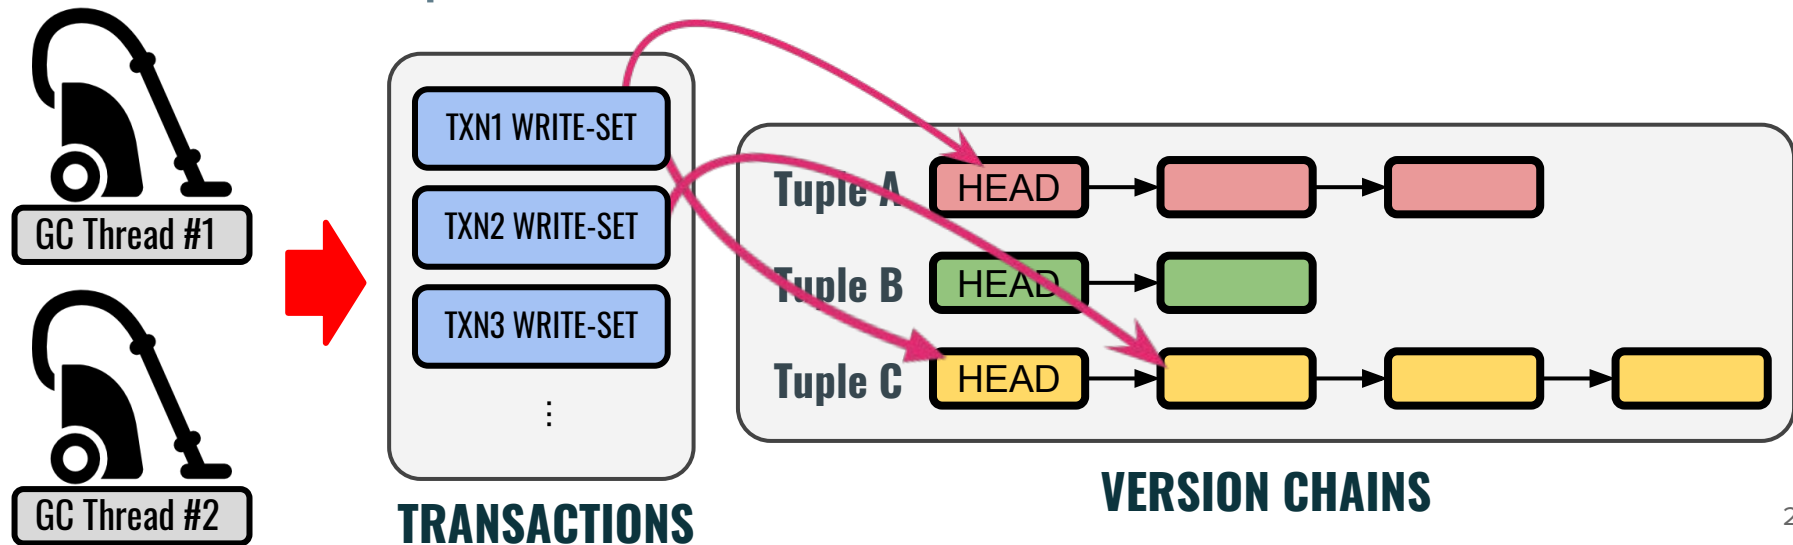 GC Thread #1
GC Thread #2
TXN1 WRITE-SET
TXN2 WRITE-SET
TXN3 WRITE-SET
⋮
TRANSACTIONS
Tuple A
HEAD
Tuple B
HEAD
Tuple C
HEAD
VERSION CHAINS
2